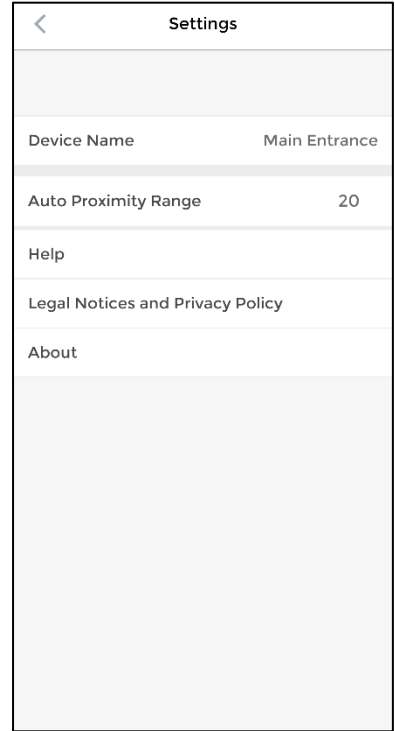 Settings
Device Name Main Entrance
Auto Proximity Range 20
Help
Legal Notices and Privacy Policy
About